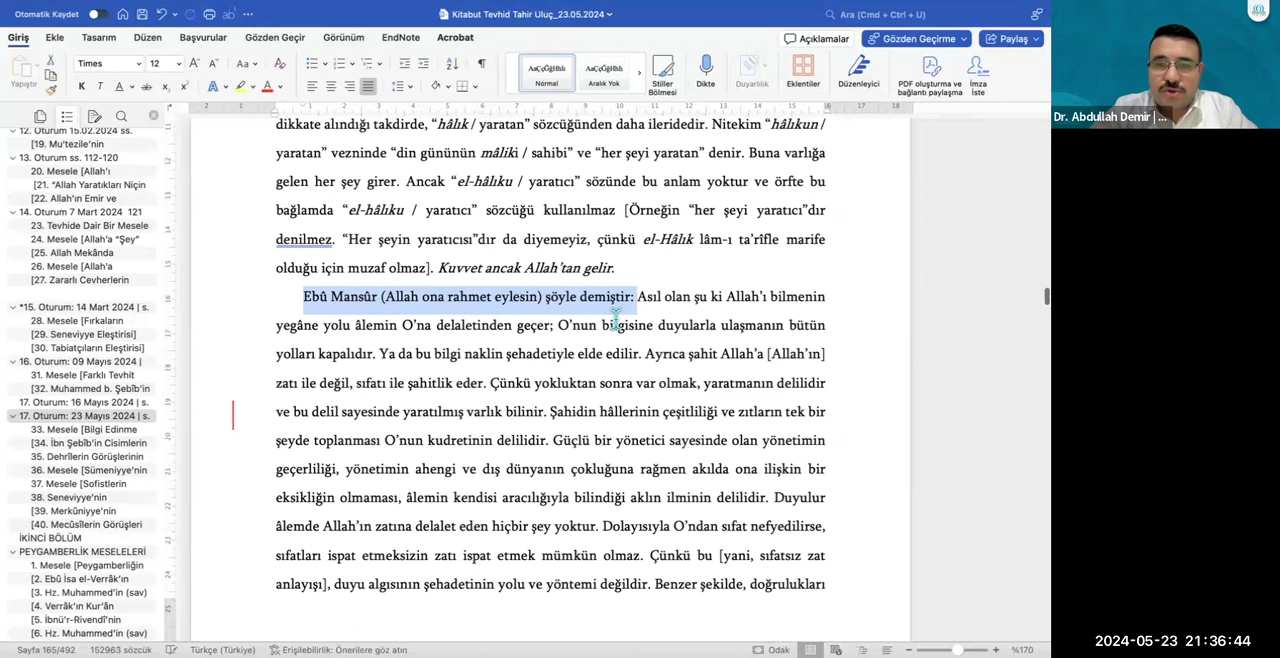 Otomatik Kaydet
Kitabut Tevhid Tahir Uluç_23.05.2024
Ara (Cmd + Ctrl + U)
Giriş Ekle Tasarım Düzen Başvurular Gözden Geçir Görünüm EndNote Acrobat
Açıklamalar Gözden Geçirme Paylaş
Yapıştır
Times 12
K T A
AaÇçĞğHhIı
Normal
AaÇçĞğHhIı
Aralık Yok
Stiller Bölmesi
Dikte
Duyarlılık
Eklentiler
Düzenleyici
PDF oluşturma ve bağlantı paylaşma
İmza İste
12. Oturum 15.02.2024 ss.
[19. Mu'tezile'nin
13. Oturum ss. 112-120
20. Mesele [Allah'ı
[21. "Allah Yaratıkları Niçin
[22. Allah'ın Emir ve
14. Oturum 7 Mart 2024 121
23. Tevhide Dair Bir Mesele
24. Mesele [Allah'a "Şey"
[25. Allah Mekânda
26. Mesele [Allah'a
[27. Zararlı Cevherlerin
*15. Oturum: 14 Mart 2024 | s.
28. Mesele [Fırkaların
[29. Seneviyye Eleştirisi]
[30. Tabiatçıların Eleştirisi]
16. Oturum: 09 Mayıs 2024 |
31. Mesele [Farklı Tevhit
[32. Muhammed b. Şebîb'in
17. Oturum: 16 Mayıs 2024 |
17. Oturum: 23 Mayıs 2024 | s.
33. Mesele [Bilgi Edinme
[34. İbn Şebîb'in Cisimlerin
35. Dehrîlerin Görüşlerinin
36. Mesele [Sümeniyye'nin
37. Mesele [Sofistlerin
38. Seneviyye'nin
[39. Merkūniyye'nin
[40. Mecûsîlerin Görüşleri
İKİNCİ BÖLÜM
PEYGAMBERLİK MESELELERİ
1. Mesele [Peygamberliğin
[2. Ebû İsa el-Verrâk'ın
[3. Hz. Muhammed'in (sav)
[4. Verrâk'ın Kur'ân
[5. İbnü'r-Rivendî'nin
[6. Hz. Muhammed'in (sav)
dikkate alındığı takdirde, “hâlık / yaratan” sözcüğünden daha ileridedir. Nitekim “hâlıkun /
yaratan” vezninde “din gününün mâliki / sahibi” ve “her şeyi yaratan” denir. Buna varlığa
gelen her şey girer. Ancak “el-hâlıku / yaratıcı” sözünde bu anlam yoktur ve örfte bu
bağlamda “el-hâlıku / yaratıcı” sözcüğü kullanılmaz [Örneğin “her şeyi yaratıcı”dır
denilmez. “Her şeyin yaratıcısı”dır da diyemeyiz, çünkü el-Hâlık lâm-ı ta’rîfle marife
olduğu için muzaf olmaz]. Kuvvet ancak Allah’tan gelir.
Ebû Mansûr (Allah ona rahmet eylesin) şöyle demiştir: Asıl olan şu ki Allah’ı bilmenin
yegâne yolu âlemin O’na delaletinden geçer; O’nun bilgisine duyularla ulaşmanın bütün
yolları kapalıdır. Ya da bu bilgi naklin şehadetiyle elde edilir. Ayrıca şahit Allah’a [Allah’ın]
zatı ile değil, sıfatı ile şahitlik eder. Çünkü yokluktan sonra var olmak, yaratmanın delilidir
ve bu delil sayesinde yaratılmış varlık bilinir. Şahidin hâllerinin çeşitliliği ve zıtların tek bir
şeyde toplanması O’nun kudretinin delilidir. Güçlü bir yönetici sayesinde olan yönetimin
geçerliliği, yönetimin ahengi ve dış dünyanın çokluğuna rağmen akılda ona ilişkin bir
eksikliğin olmaması, âlemin kendisi aracılığıyla bilindiği aklın ilminin delilidir. Duyulur
âlemde Allah’ın zatına delalet eden hiçbir şey yoktur. Dolayısıyla O’ndan sıfat nefyedilirse,
sıfatları ispat etmeksizin zatı ispat etmek mümkün olmaz. Çünkü bu [yani, sıfatsız zat
anlayışı], duyu algısının şehadetinin yolu ve yöntemi değildir. Benzer şekilde, doğrulukları
Sayfa 165/492 152963 sözcük Türkçe (Türkiye) Erişilebilirlik: Önerilere göz atın
Odak %170
Dr. Abdullah Demir | ...
2024-05-23 21:36:44